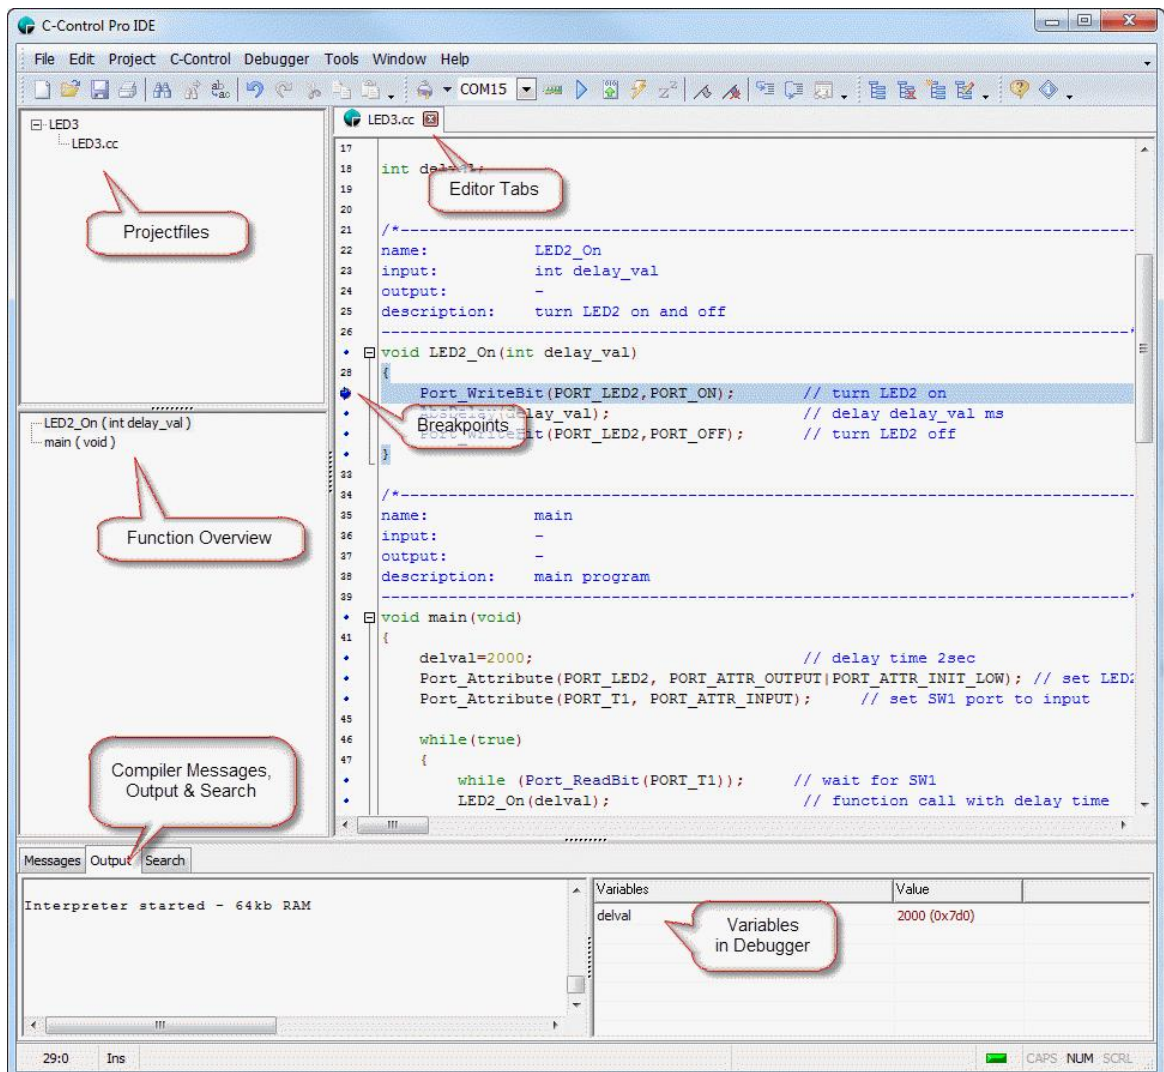 C-Control Pro IDE
File Edit Project C-Control Debugger Tools Window Help
COM15
LED3
LED3.cc
Projectfiles
LED2_On ( int delay_val )
main ( void )
Function Overview
Compiler Messages,
Output & Search
LED3.cc
Editor Tabs
17
18 int delval;
19
20
21 /*------------------------------------------------------------
22 name: LED2_On
23 input: int delay_val
24 output: -
25 description: turn LED2 on and off
26 ------------------------------------------------------------*
void LED2_On(int delay_val)
28 {
Port_WriteBit(PORT_LED2,PORT_ON); // turn LED2 on
AbsDelay(delay_val); // delay delay_val ms
Breakpoints
Port_WriteBit(PORT_LED2,PORT_OFF); // turn LED2 off
}
33
34 /*------------------------------------------------------------
35 name: main
36 input: -
37 output: -
38 description: main program
39 ------------------------------------------------------------*
void main(void)
41 {
delval=2000; // delay time 2sec
Port_Attribute(PORT_LED2, PORT_ATTR_OUTPUT|PORT_ATTR_INIT_LOW); // set LED2
Port_Attribute(PORT_T1, PORT_ATTR_INPUT); // set SW1 port to input
45
46 while(true)
47 {
while (Port_ReadBit(PORT_T1)); // wait for SW1
LED2_On(delval); // function call with delay time
Messages Output Search
Interpreter started - 64kb RAM
Variables Value
delval 2000 (0x7d0)
Variables
in Debugger
29:0 Ins CAPS NUM SCRL